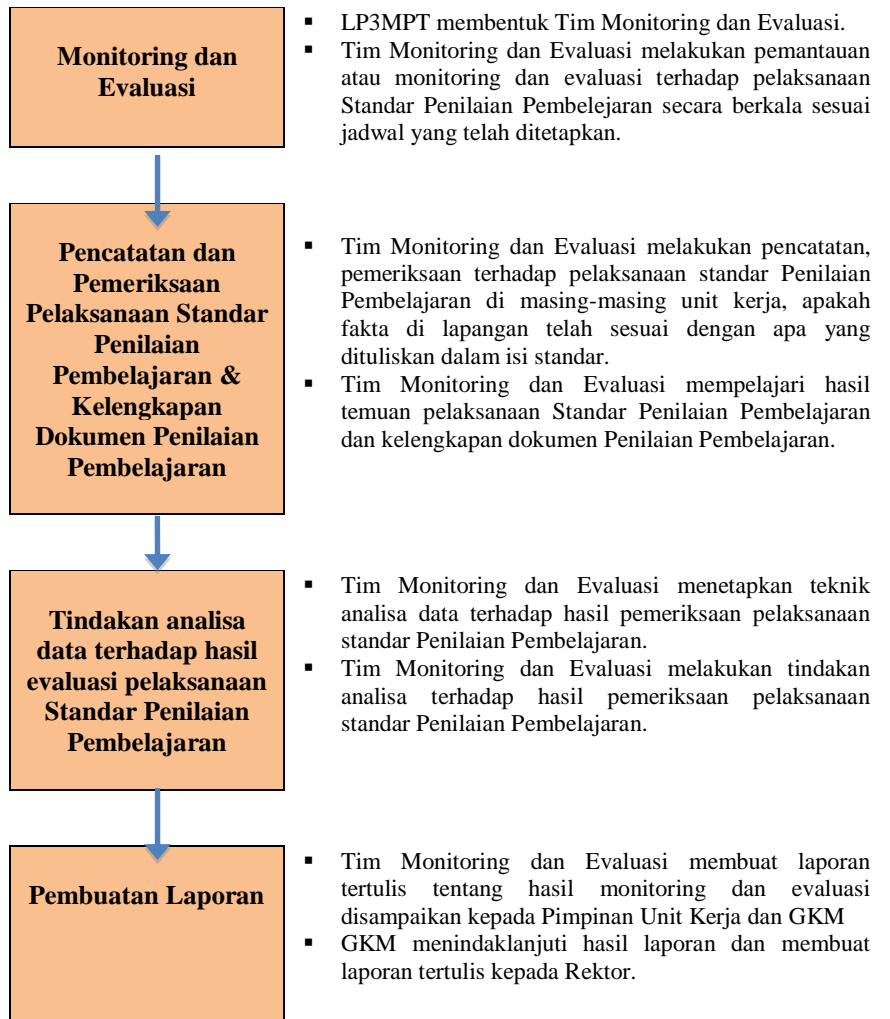 Monitoring dan
Evaluasi
▪ LP3MPT membentuk Tim Monitoring dan Evaluasi.
▪ Tim Monitoring dan Evaluasi melakukan pemantauan
atau monitoring dan evaluasi terhadap pelaksanaan
Standar Penilaian Pembelejaran secara berkala sesuai
jadwal yang telah ditetapkan.
Pencatatan dan
Pemeriksaan
Pelaksanaan Standar
Penilaian
Pembelajaran &
Kelengkapan
Dokumen Penilaian
Pembelajaran
▪ Tim Monitoring dan Evaluasi melakukan pencatatan,
pemeriksaan terhadap pelaksanaan standar Penilaian
Pembelajaran di masing-masing unit kerja, apakah
fakta di lapangan telah sesuai dengan apa yang
dituliskan dalam isi standar.
▪ Tim Monitoring dan Evaluasi mempelajari hasil
temuan pelaksanaan Standar Penilaian Pembelajaran
dan kelengkapan dokumen Penilaian Pembelajaran.
Tindakan analisa
data terhadap hasil
evaluasi pelaksanaan
Standar Penilaian
Pembelajaran
▪ Tim Monitoring dan Evaluasi menetapkan teknik
analisa data terhadap hasil pemeriksaan pelaksanaan
standar Penilaian Pembelajaran.
▪ Tim Monitoring dan Evaluasi melakukan tindakan
analisa terhadap hasil pemeriksaan pelaksanaan
standar Penilaian Pembelajaran.
Pembuatan Laporan
▪ Tim Monitoring dan Evaluasi membuat laporan
tertulis tentang hasil monitoring dan evaluasi
disampaikan kepada Pimpinan Unit Kerja dan GKM
▪ GKM menindaklanjuti hasil laporan dan membuat
laporan tertulis kepada Rektor.